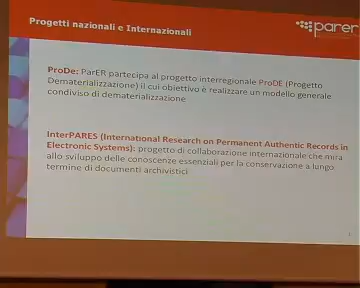 Progetti nazionali e Internazionali
parer
ProDe: ParER partecipa al progetto interregionale ProDE (Progetto
Dematerializzazione) il cui obiettivo è realizzare un modello generale
condiviso di dematerializzazione
InterPARES (International Research on Permanent Authentic Records in
Electronic Systems): progetto di collaborazione internazionale che mira
allo sviluppo delle conoscenze essenziali per la conservazione a lungo
termine di documenti archivistici